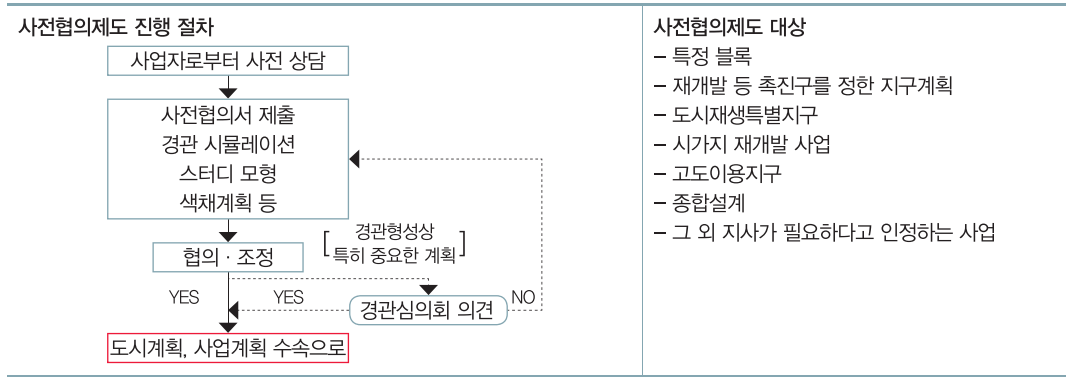 사전협의제도 진행 절차
사업자로부터 사전 상담
사전협의서 제출
경관 시뮬레이션
스터디 모형
색채계획 등
협의 · 조정
[경관형성상
특히 중요한 계획]
YES
YES
경관심의회 의견
NO
도시계획, 사업계획 수속으로
사전협의제도 대상
– 특정 블록
– 재개발 등 촉진구를 정한 지구계획
– 도시재생특별지구
– 시가지 재개발 사업
– 고도이용지구
– 종합설계
– 그 외 지사가 필요하다고 인정하는 사업